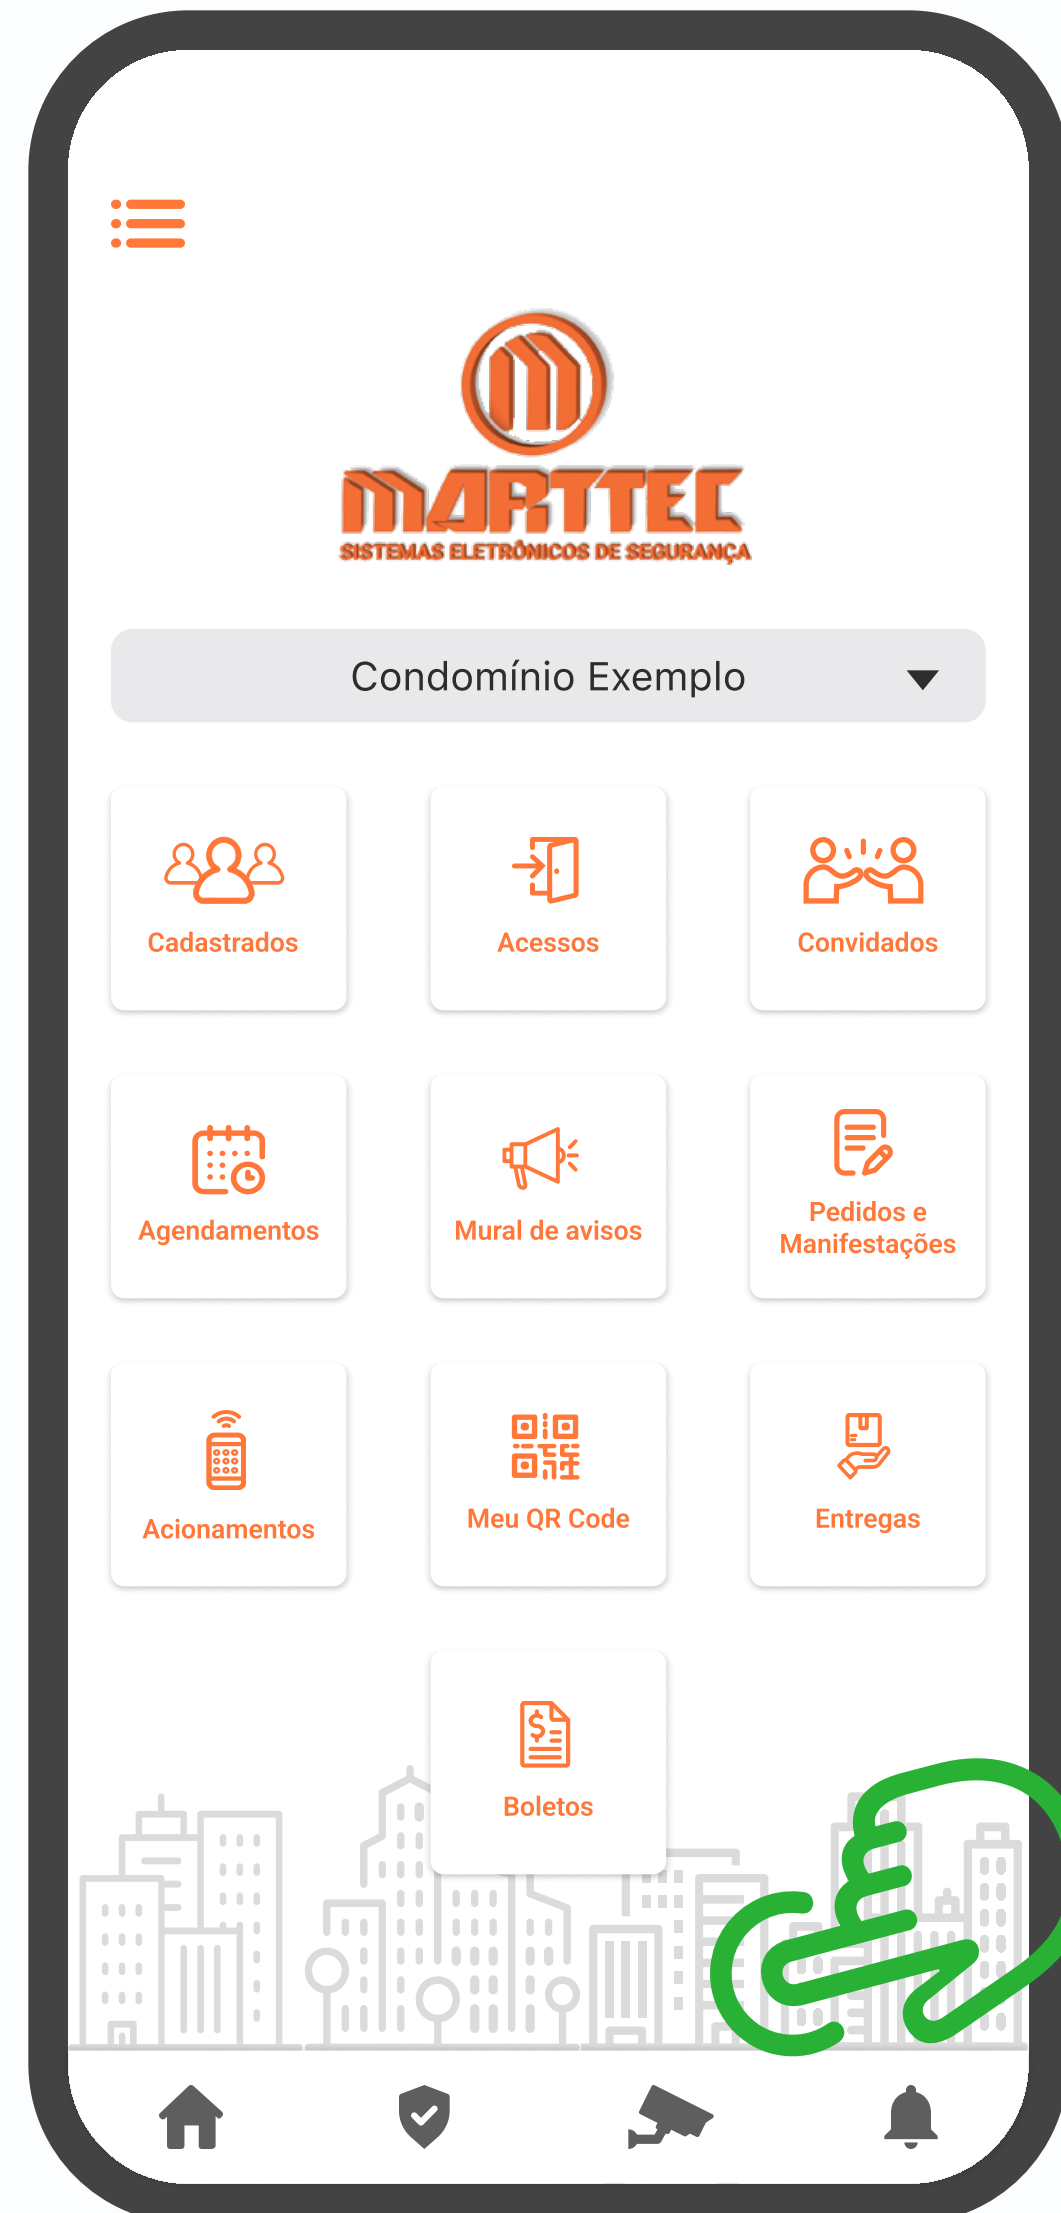 MARTTEC
SISTEMAS ELETRÔNICOS DE SEGURANÇA
Condomínio Exemplo
Cadastrados
Acessos
Convidados
Agendamentos
Mural de avisos
Pedidos e
Manifestações
Acionamentos
Meu QR Code
Entregas
Boletos